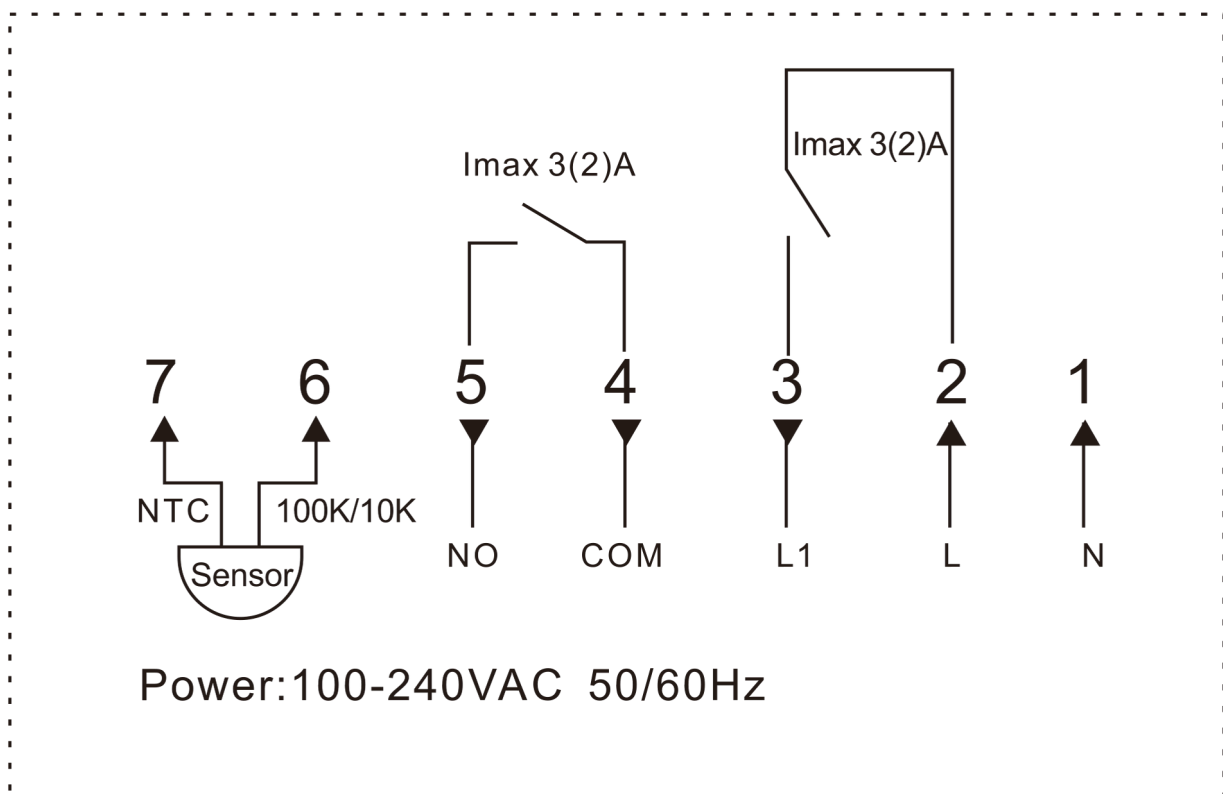 Imax 3(2)A
Imax 3(2)A
7 6 5 4 3 2 1
NTC 100K/10K
NO COM L1 L N
Sensor
Power:100-240VAC 50/60Hz